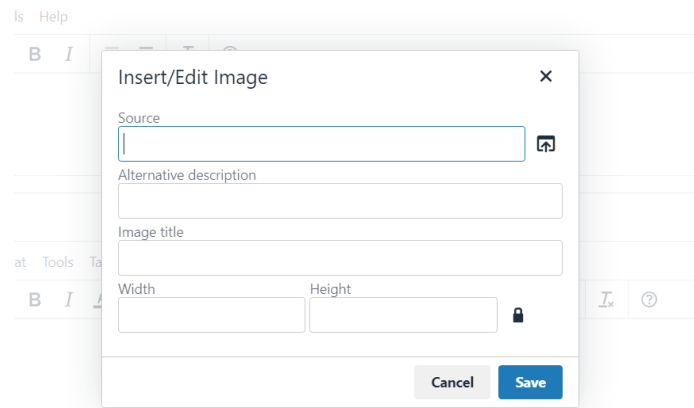 ls Help
B I
Insert/Edit Image
Source
Alternative description
Image title
at Tools Ta
Width Height
B I
Cancel Save